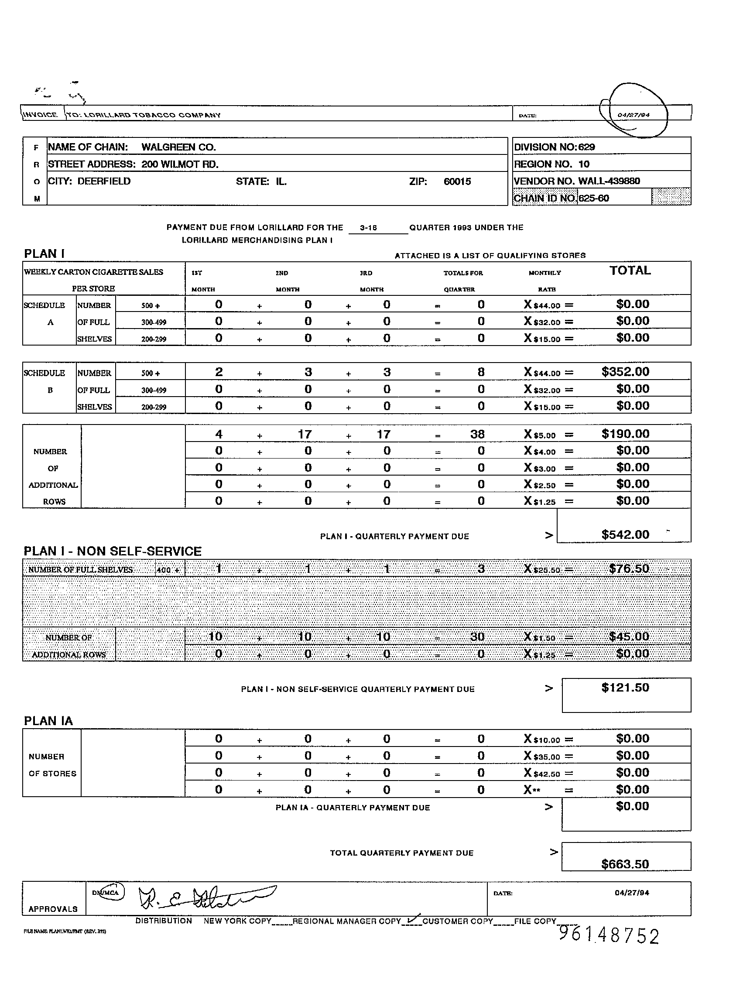 INVOICE TO: LORILLARD TOBACCO COMPANY DATE: 04/27/94
F NAME OF CHAIN: WALGREEN CO. DIVISION NO: 629
R STREET ADDRESS: 200 WILMOT RD. REGION NO. 10
O CITY: DEERFIELD STATE: IL. ZIP: 60015 VENDOR NO. WALL-439880
M CHAIN ID NO. 625-60
PAYMENT DUE FROM LORILLARD FOR THE 3-16 QUARTER 1993 UNDER THE
LORILLARD MERCHANDISING PLAN I
PLAN I ATTACHED IS A LIST OF QUALIFYING STORES
WEEKLY CARTON CIGARETTE SALES 1ST 2ND 3RD TOTALS FOR MONTHLY TOTAL
PER STORE MONTH MONTH MONTH QUARTER RATE
SCHEDULE NUMBER 500 + 0 + 0 + 0 = 0 X $44.00 = $0.00
A OF FULL 300-499 0 + 0 + 0 = 0 X $32.00 = $0.00
SHELVES 200-299 0 + 0 + 0 = 0 X $15.00 = $0.00
SCHEDULE NUMBER 500 + 2 + 3 + 3 = 8 X $44.00 = $352.00
B OF FULL 300-499 0 + 0 + 0 = 0 X $32.00 = $0.00
SHELVES 200-299 0 + 0 + 0 = 0 X $15.00 = $0.00
4 + 17 + 17 = 38 X $5.00 = $190.00
NUMBER 0 + 0 + 0 = 0 X $4.00 = $0.00
OF 0 + 0 + 0 = 0 X $3.00 = $0.00
ADDITIONAL 0 + 0 + 0 = 0 X $2.50 = $0.00
ROWS 0 + 0 + 0 = 0 X $1.25 = $0.00
PLAN I - QUARTERLY PAYMENT DUE > $542.00
PLAN I - NON SELF-SERVICE
NUMBER OF FULL SHELVES 400 + 1 + 1 + 1 = 3 X $25.50 = $76.50
NUMBER OF 10 + 10 + 10 = 30 X $1.50 = $45.00
ADDITIONAL ROWS 0 + 0 + 0 = 0 X $1.25 = $0.00
PLAN I - NON SELF-SERVICE QUARTERLY PAYMENT DUE > $121.50
PLAN IA
0 + 0 + 0 = 0 X $10.00 = $0.00
NUMBER 0 + 0 + 0 = 0 X $35.00 = $0.00
OF STORES 0 + 0 + 0 = 0 X $42.50 = $0.00
0 + 0 + 0 = 0 X** = $0.00
PLAN IA - QUARTERLY PAYMENT DUE > $0.00
TOTAL QUARTERLY PAYMENT DUE >
$663.50
DM/MCA DATE: 04/27/94
APPROVALS
DISTRIBUTION NEW YORK COPY_____REGIONAL MANAGER COPY_____CUSTOMER COPY_____FILE COPY_____
96148752